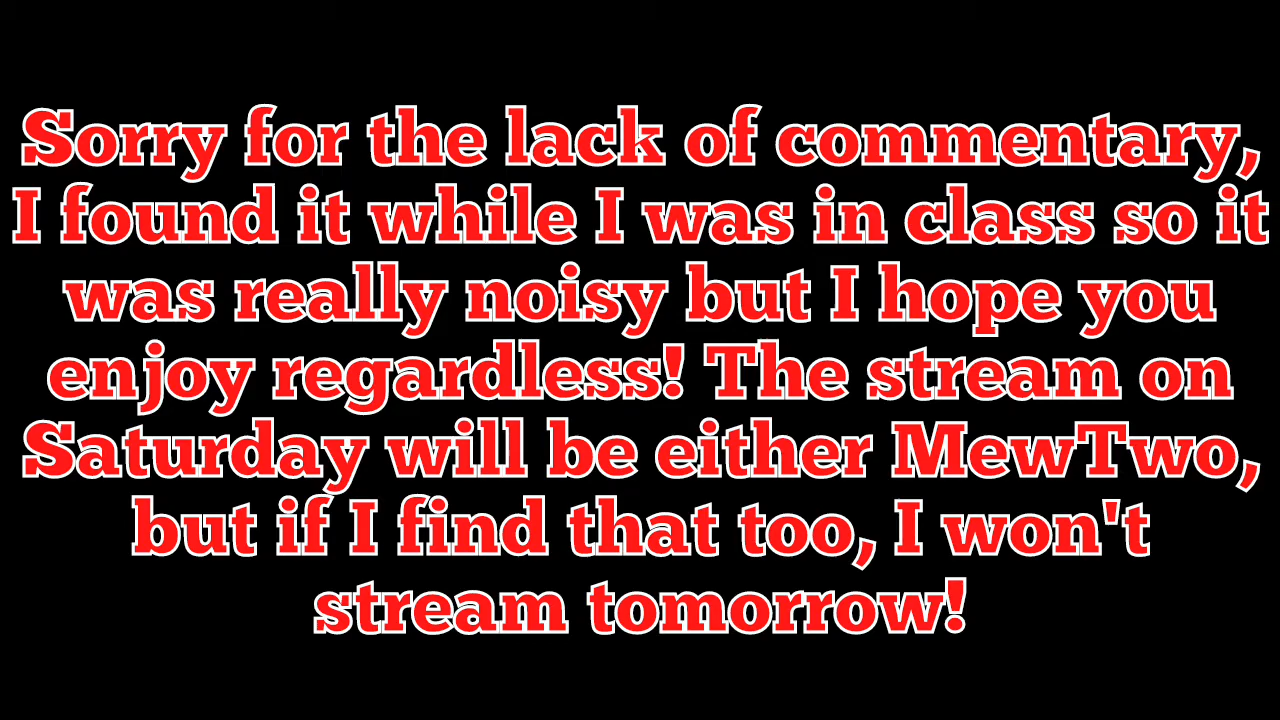 Sorry for the lack of commentary,
I found it while I was in class so it
was really noisy but I hope you
enjoy regardless! The stream on
Saturday will be either MewTwo,
but if I find that too, I won't
stream tomorrow!